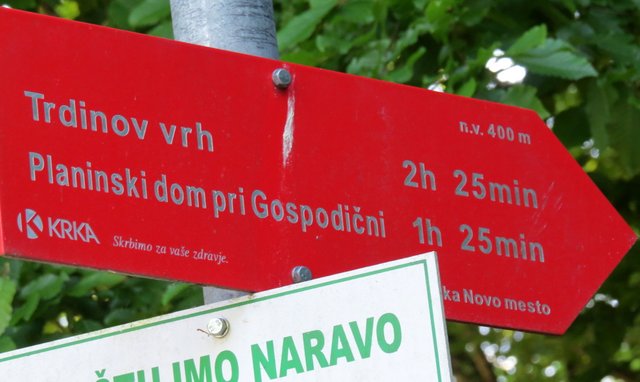 n.v. 400 m
Trdinov vrh 2h 25min
Planinski dom pri Gospodični 1h 25min
KRKA Skrbimo za vaše zdravje.
Novo mesto
NARAVO